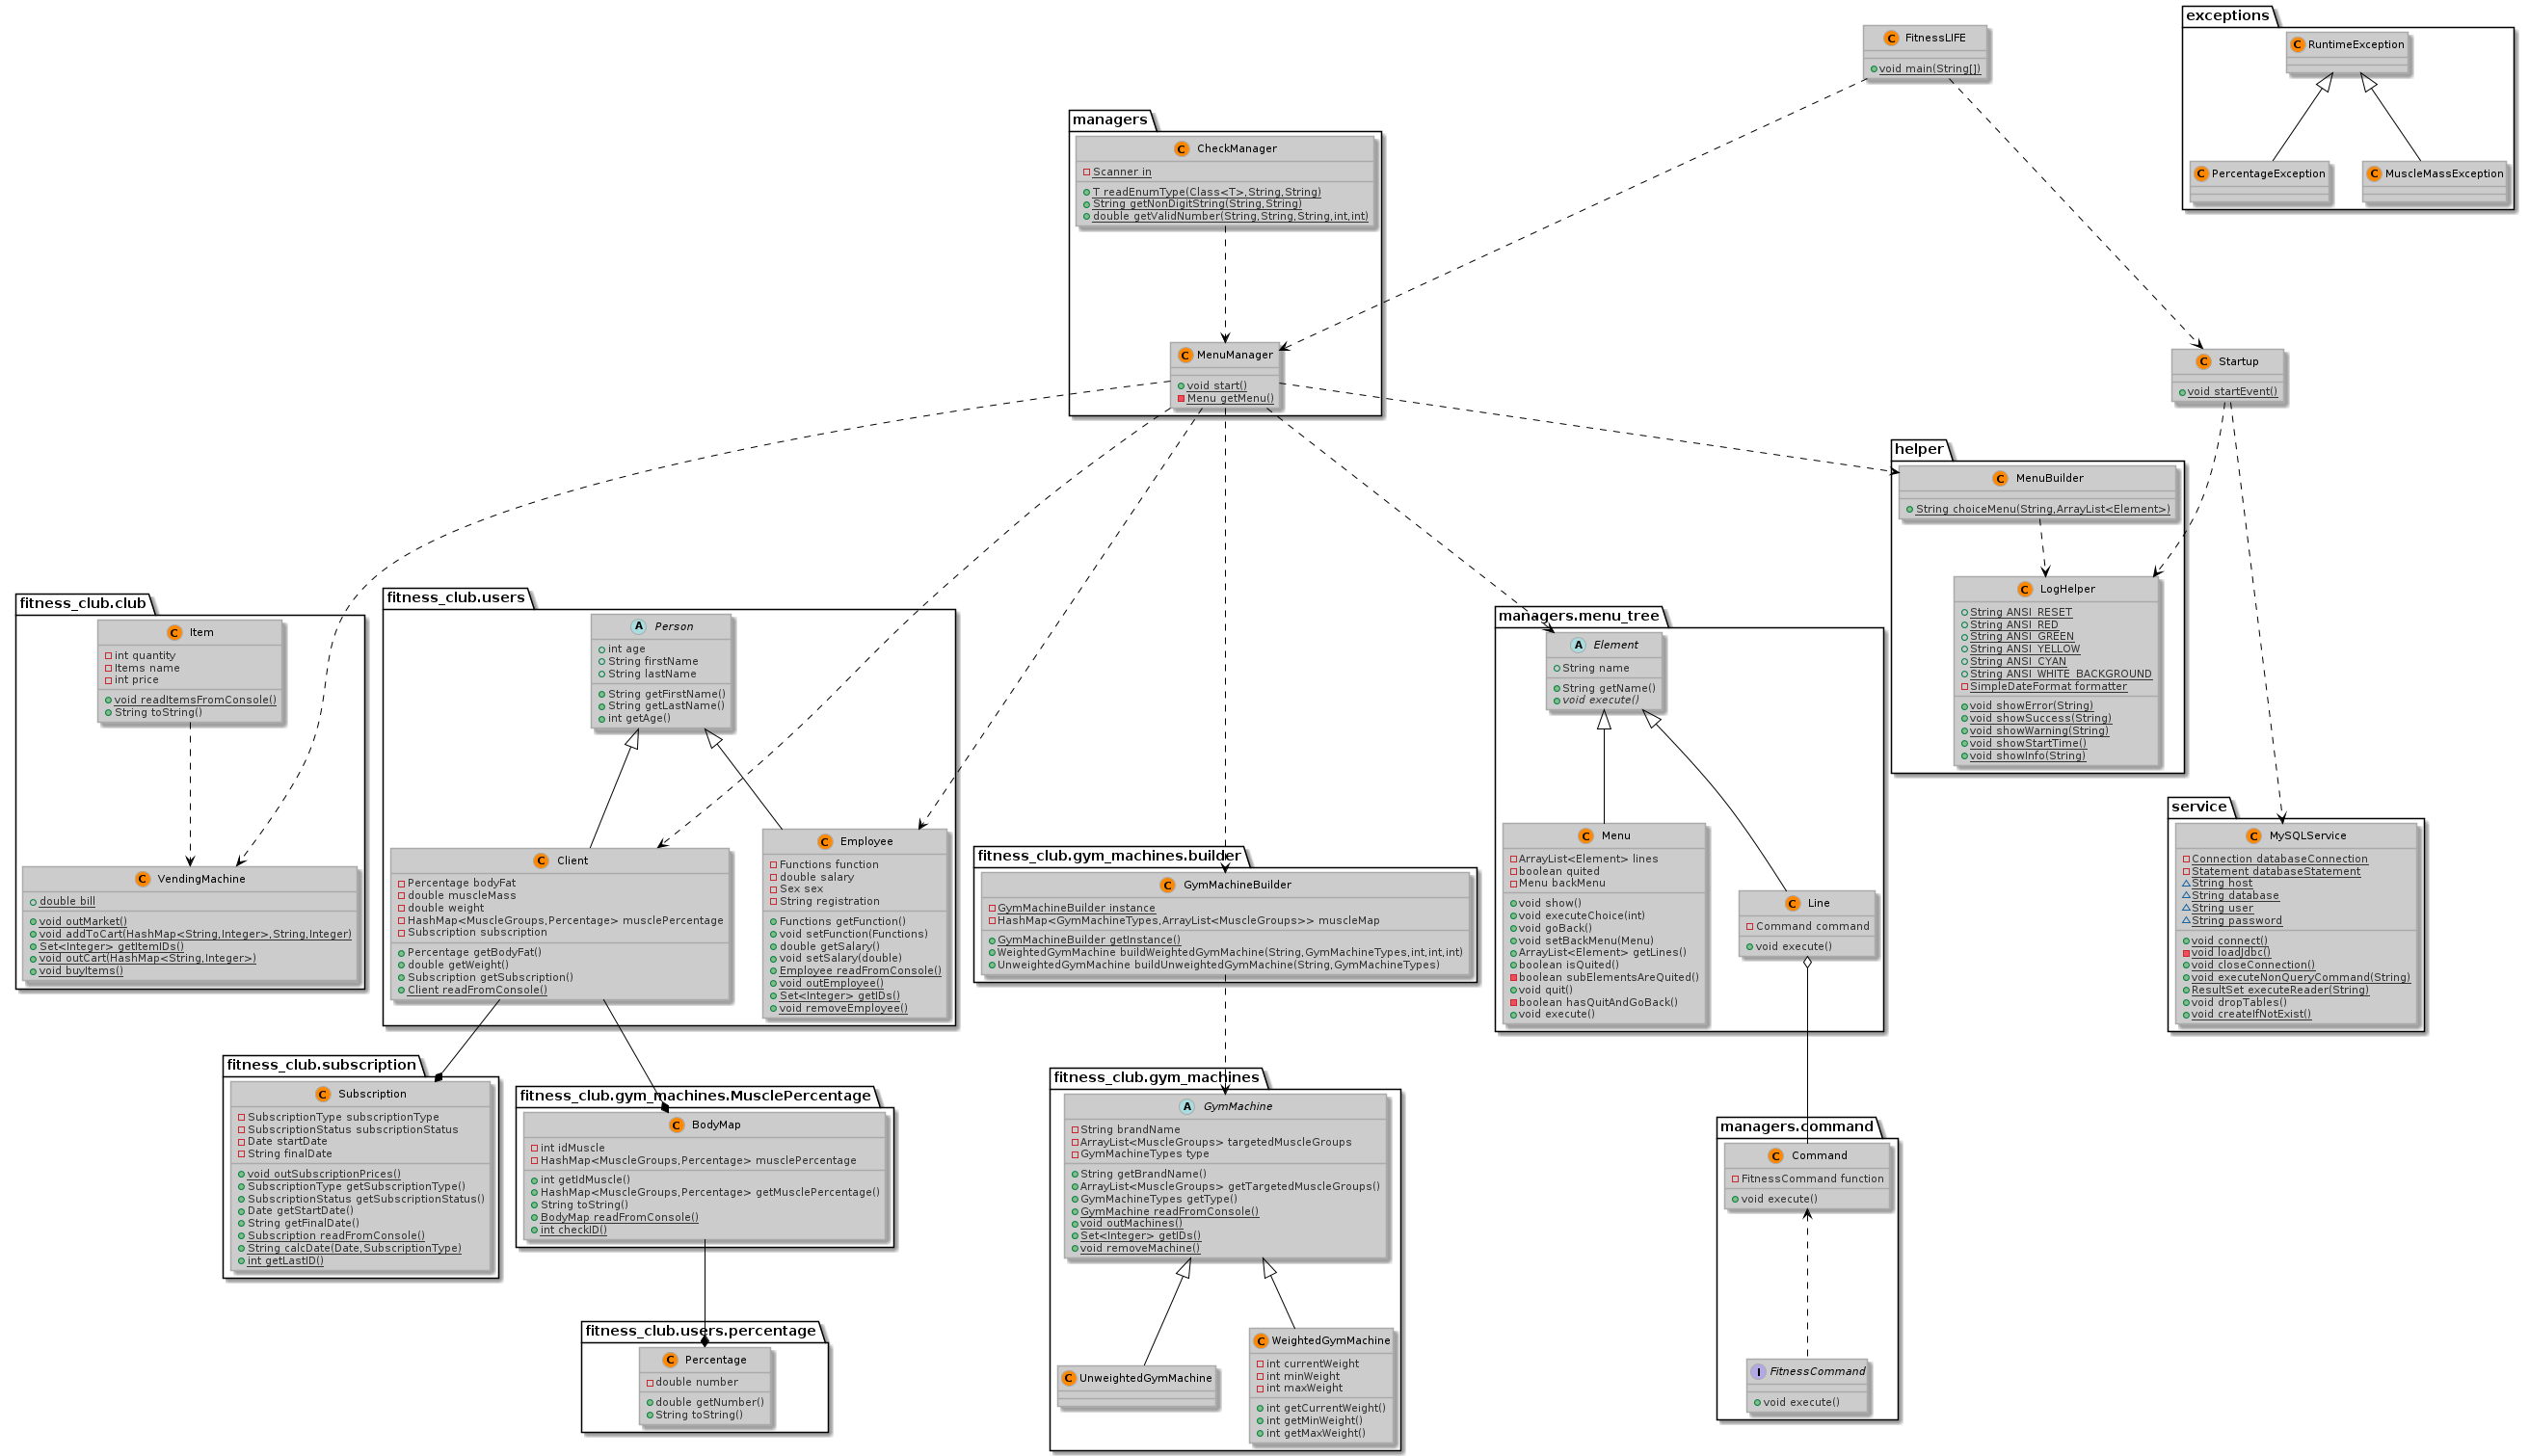 exceptions
C RuntimeException
C PercentageException
C MuscleMassException
C FitnessLIFE
void main(String[])
managers
C CheckManager
Scanner in
T readEnumType(Class<T>,String,String)
String getNonDigitString(String,String)
double getValidNumber(String,String,String,int,int)
C MenuManager
void start()
Menu getMenu()
C Startup
void startEvent()
helper
C MenuBuilder
String choiceMenu(String,ArrayList<Element>)
C LogHelper
String ANSI_RESET
String ANSI_RED
String ANSI_GREEN
String ANSI_YELLOW
String ANSI_CYAN
String ANSI_WHITE_BACKGROUND
SimpleDateFormat formatter
void showError(String)
void showSuccess(String)
void showWarning(String)
void showStartTime()
void showInfo(String)
fitness_club.club
C Item
int quantity
Items name
int price
void readItemsFromConsole()
String toString()
C VendingMachine
double bill
void outMarket()
void addToCart(HashMap<String,Integer>,String,Integer)
Set<Integer> getItemIDs()
void outCart(HashMap<String,Integer>)
void buyItems()
fitness_club.users
A Person
int age
String firstName
String lastName
String getFirstName()
String getLastName()
int getAge()
C Client
Percentage bodyFat
double muscleMass
double weight
HashMap<MuscleGroups,Percentage> musclePercentage
Subscription subscription
Percentage getBodyFat()
double getWeight()
Subscription getSubscription()
Client readFromConsole()
C Employee
Functions function
double salary
Sex sex
String registration
Functions getFunction()
void setFunction(Functions)
double getSalary()
void setSalary(double)
Employee readFromConsole()
void outEmployee()
Set<Integer> getIDs()
void removeEmployee()
fitness_club.gym_machines.builder
C GymMachineBuilder
GymMachineBuilder instance
HashMap<GymMachineTypes,ArrayList<MuscleGroups>> muscleMap
GymMachineBuilder getInstance()
WeightedGymMachine buildWeightedGymMachine(String,GymMachineTypes,int,int,int)
UnweightedGymMachine buildUnweightedGymMachine(String,GymMachineTypes)
managers.menu_tree
A Element
String name
String getName()
void execute()
C Menu
ArrayList<Element> lines
boolean quited
Menu backMenu
void show()
void executeChoice(int)
void goBack()
void setBackMenu(Menu)
ArrayList<Element> getLines()
boolean isQuited()
boolean subElementsAreQuited()
void quit()
boolean hasQuitAndGoBack()
void execute()
C Line
Command command
void execute()
service
C MySQLService
Connection databaseConnection
Statement databaseStatement
String host
String database
String user
String password
void connect()
void loadJdbc()
void closeConnection()
void executeNonQueryCommand(String)
ResultSet executeReader(String)
void dropTables()
void createIfNotExist()
fitness_club.subscription
C Subscription
SubscriptionType subscriptionType
SubscriptionStatus subscriptionStatus
Date startDate
String finalDate
void outSubscriptionPrices()
SubscriptionType getSubscriptionType()
SubscriptionStatus getSubscriptionStatus()
Date getStartDate()
String getFinalDate()
Subscription readFromConsole()
String calcDate(Date,SubscriptionType)
int getLastID()
fitness_club.gym_machines.MusclePercentage
C BodyMap
int idMuscle
HashMap<MuscleGroups,Percentage> musclePercentage
int getIdMuscle()
HashMap<MuscleGroups,Percentage> getMusclePercentage()
String toString()
BodyMap readFromConsole()
int checkID()
fitness_club.users.percentage
C Percentage
double number
double getNumber()
String toString()
fitness_club.gym_machines
A GymMachine
String brandName
ArrayList<MuscleGroups> targetedMuscleGroups
GymMachineTypes type
String getBrandName()
ArrayList<MuscleGroups> getTargetedMuscleGroups()
GymMachineTypes getType()
GymMachine readFromConsole()
void outMachines()
Set<Integer> getIDs()
void removeMachine()
C UnweightedGymMachine
C WeightedGymMachine
int currentWeight
int minWeight
int maxWeight
int getCurrentWeight()
int getMinWeight()
int getMaxWeight()
managers.command
C Command
FitnessCommand function
void execute()
I FitnessCommand
void execute()